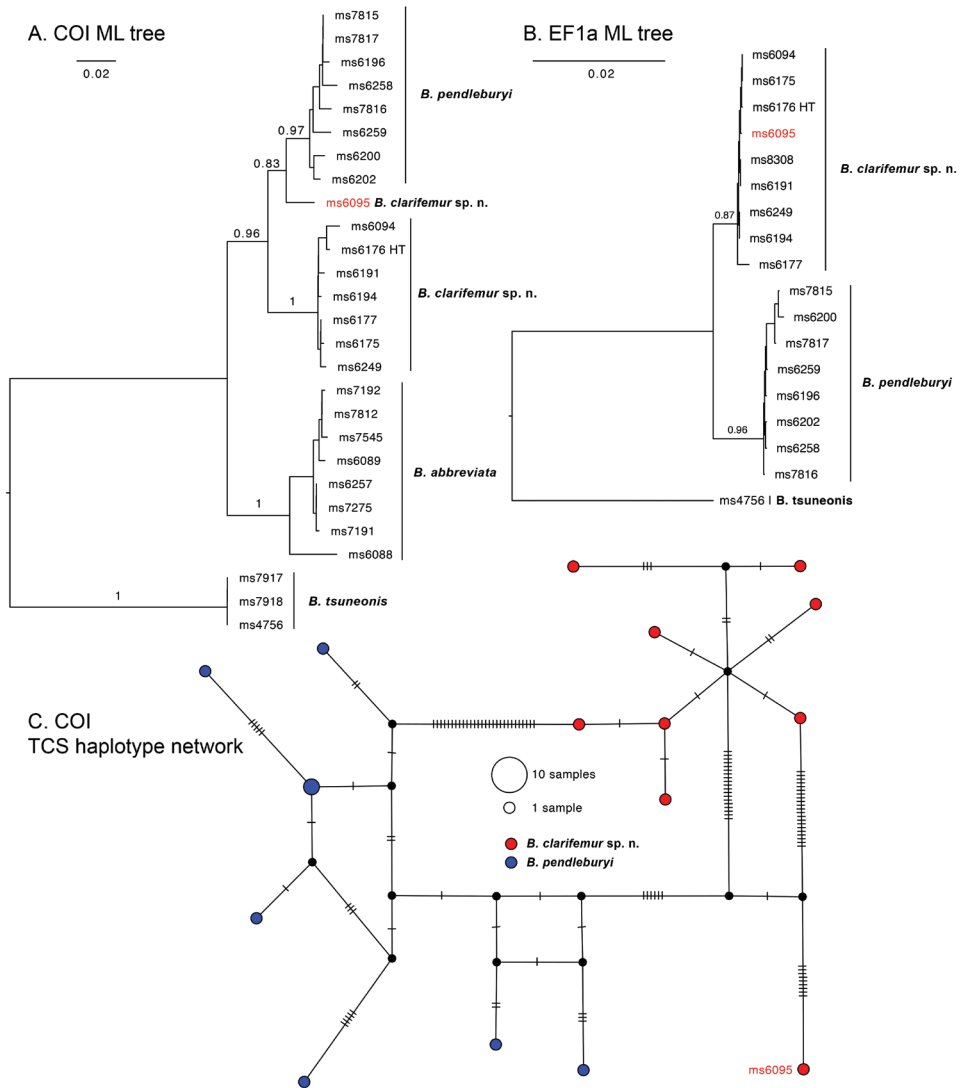 A. COI ML tree
0.02
ms7815
ms7817
ms6196
ms6258
ms7816
ms6259
ms6200
ms6202
B. pendleburyi
0.97
0.83
ms6095 B. clarifemur sp. n.
0.96
ms6094
ms6176 HT
ms6191
ms6194
ms6177
ms6175
ms6249
B. clarifemur sp. n.
1
ms7192
ms7812
ms7545
ms6089
ms6257
ms7275
ms7191
ms6088
B. abbreviata
1
ms7917
ms7918
ms4756
B. tsuneonis
1
B. EF1a ML tree
0.02
ms6094
ms6175
ms6176 HT
ms6095
ms8308
ms6191
ms6249
ms6194
ms6177
B. clarifemur sp. n.
0.87
ms7815
ms6200
ms7817
ms6259
ms6196
ms6202
ms6258
ms7816
B. pendleburyi
0.96
ms4756 | B. tsuneonis
C. COI
TCS haplotype network
10 samples
1 sample
B. clarifemur sp. n.
B. pendleburyi
ms6095